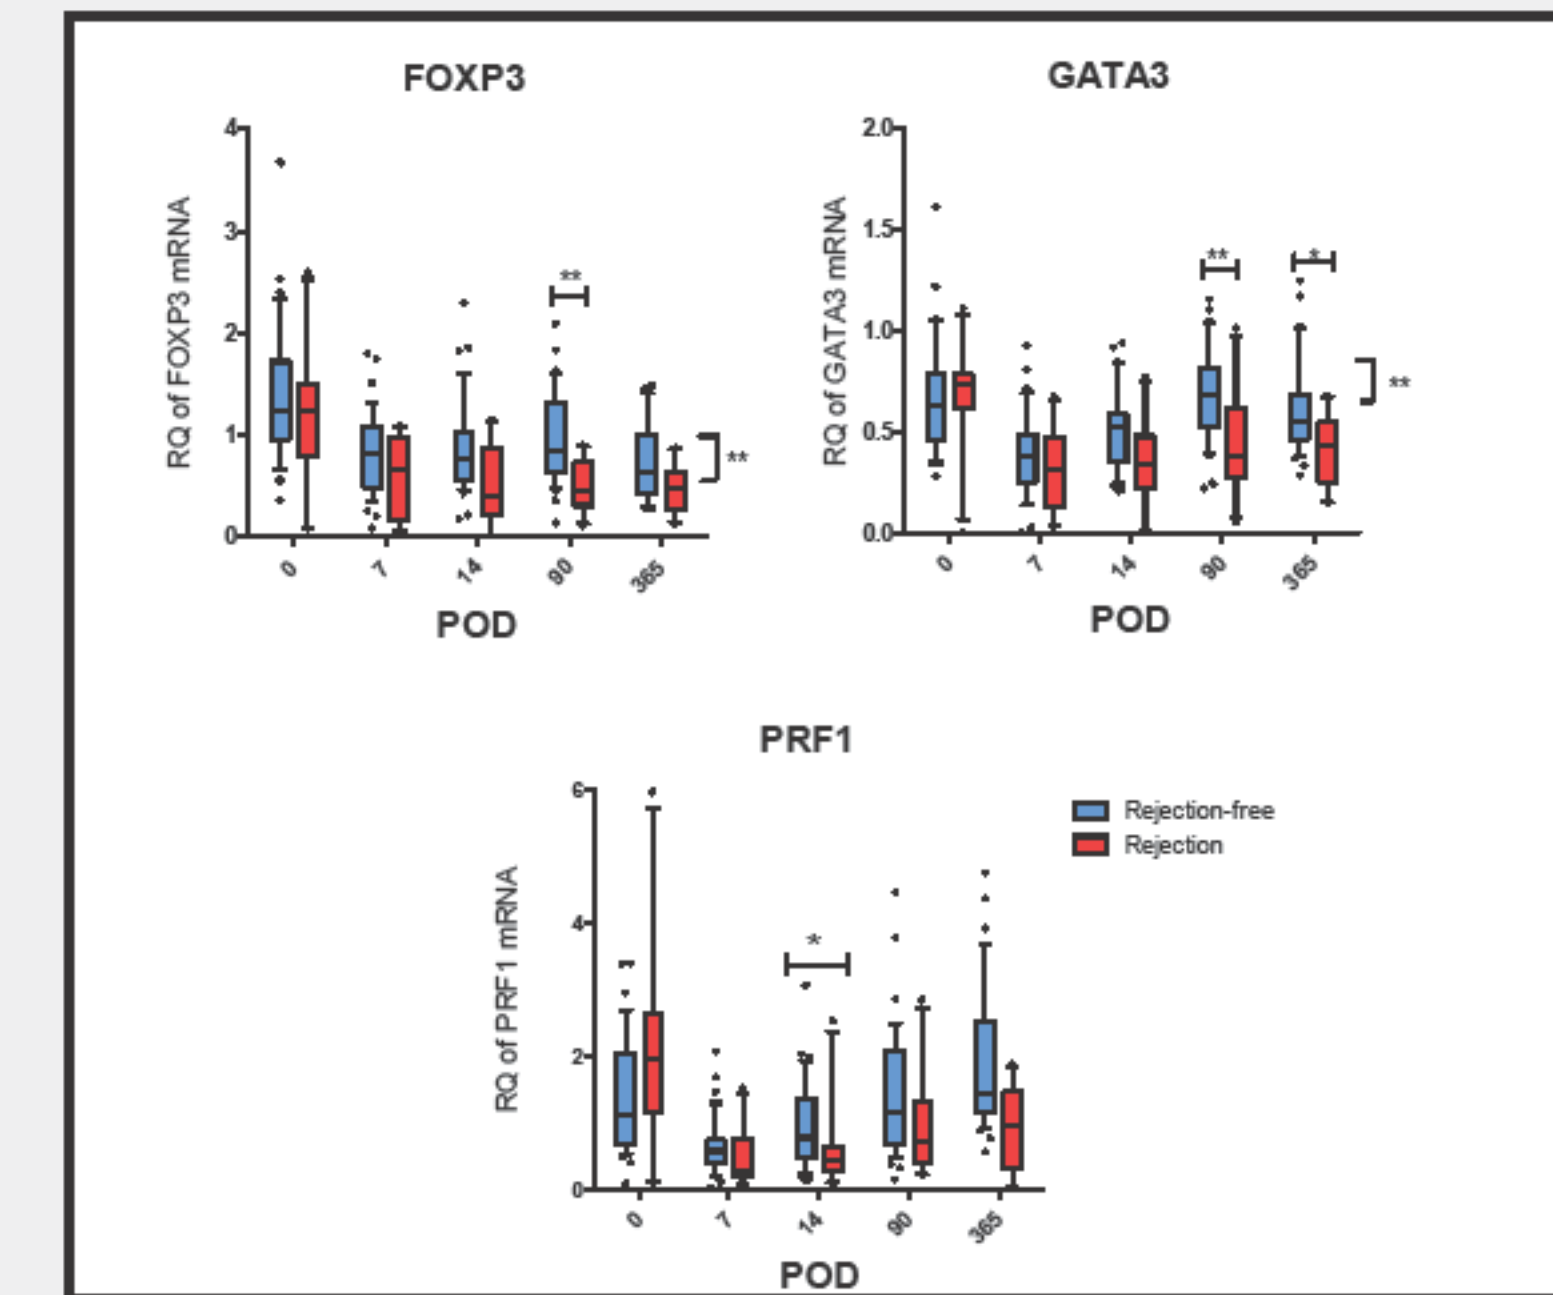 FOXP3
4
3
2
1
0
RQ of FOXP3 mRNA
**
**
0 7 14 90 365
POD
GATA3
2.0
1.5
1.0
0.5
0.0
RQ of GATA3 mRNA
**
*
**
0 7 14 90 365
POD
PRF1
6
4
2
0
RQ of PRF1 mRNA
*
0 7 14 90 365
POD
Rejection-free
Rejection